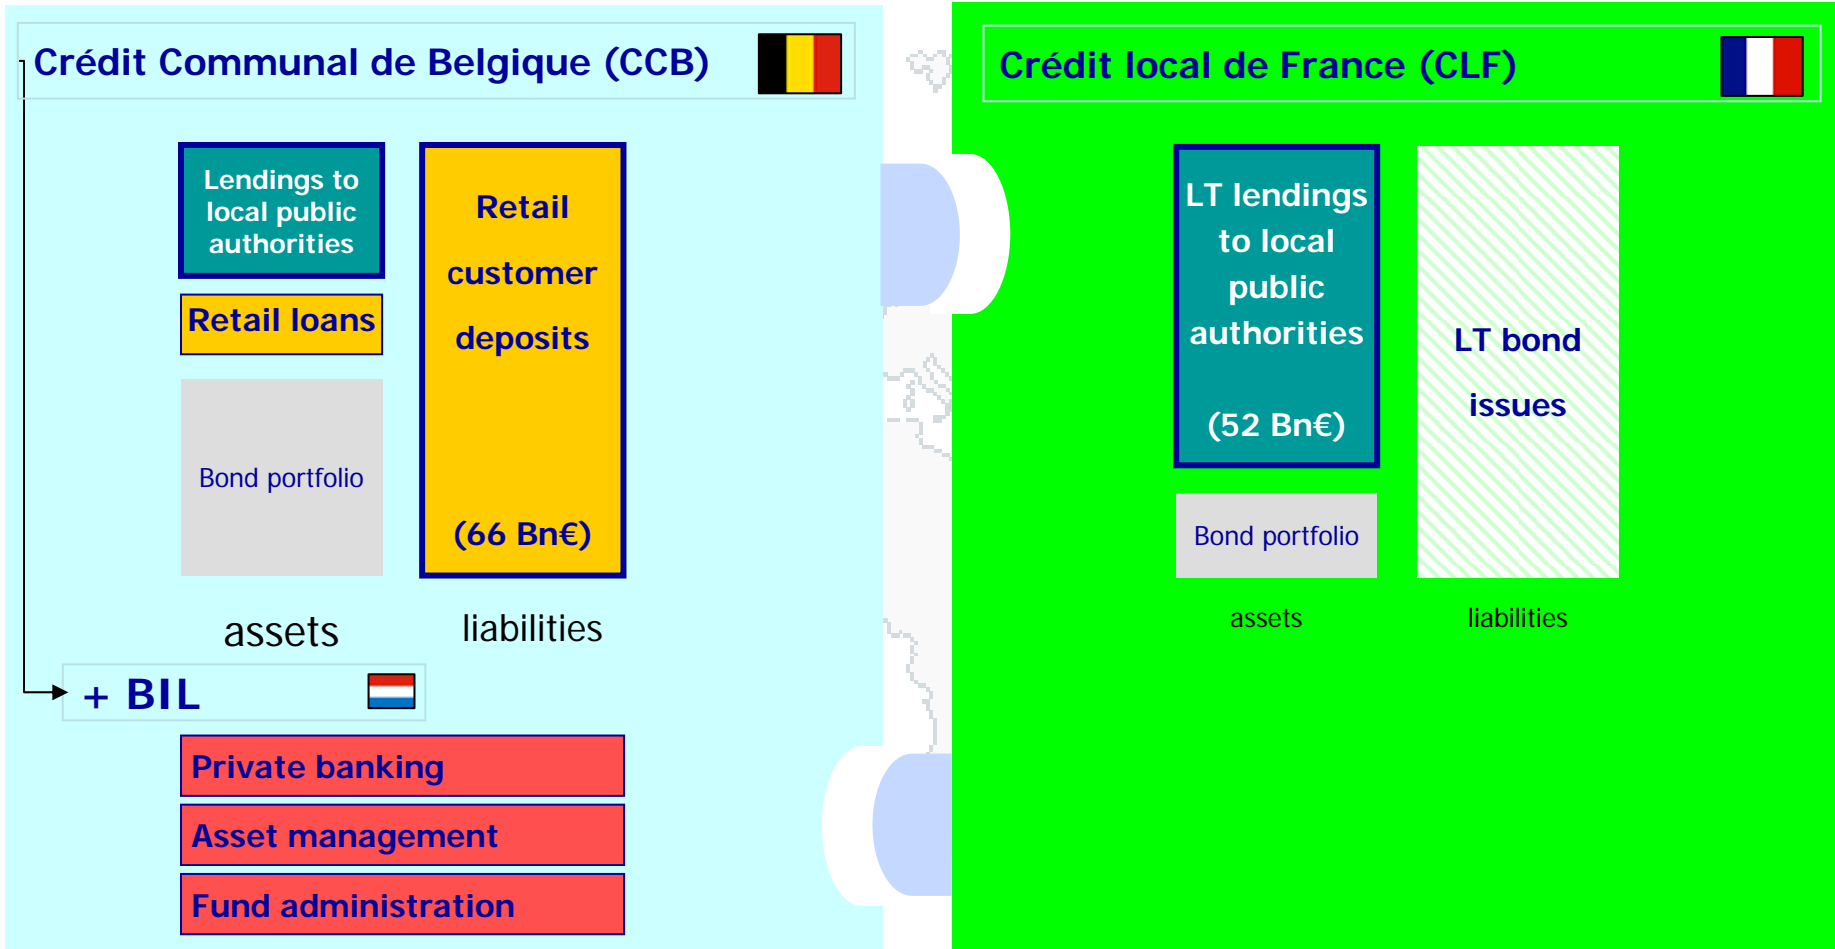 Crédit Communal de Belgique (CCB)
Lendings to
local public
authorities
Retail loans
Bond portfolio
assets
Retail
customer
deposits
(66 Bn€)
liabilities
+ BIL
Private banking
Asset management
Fund administration
Crédit local de France (CLF)
LT lendings
to local
public
authorities
(52 Bn€)
Bond portfolio
assets
LT bond
issues
liabilities